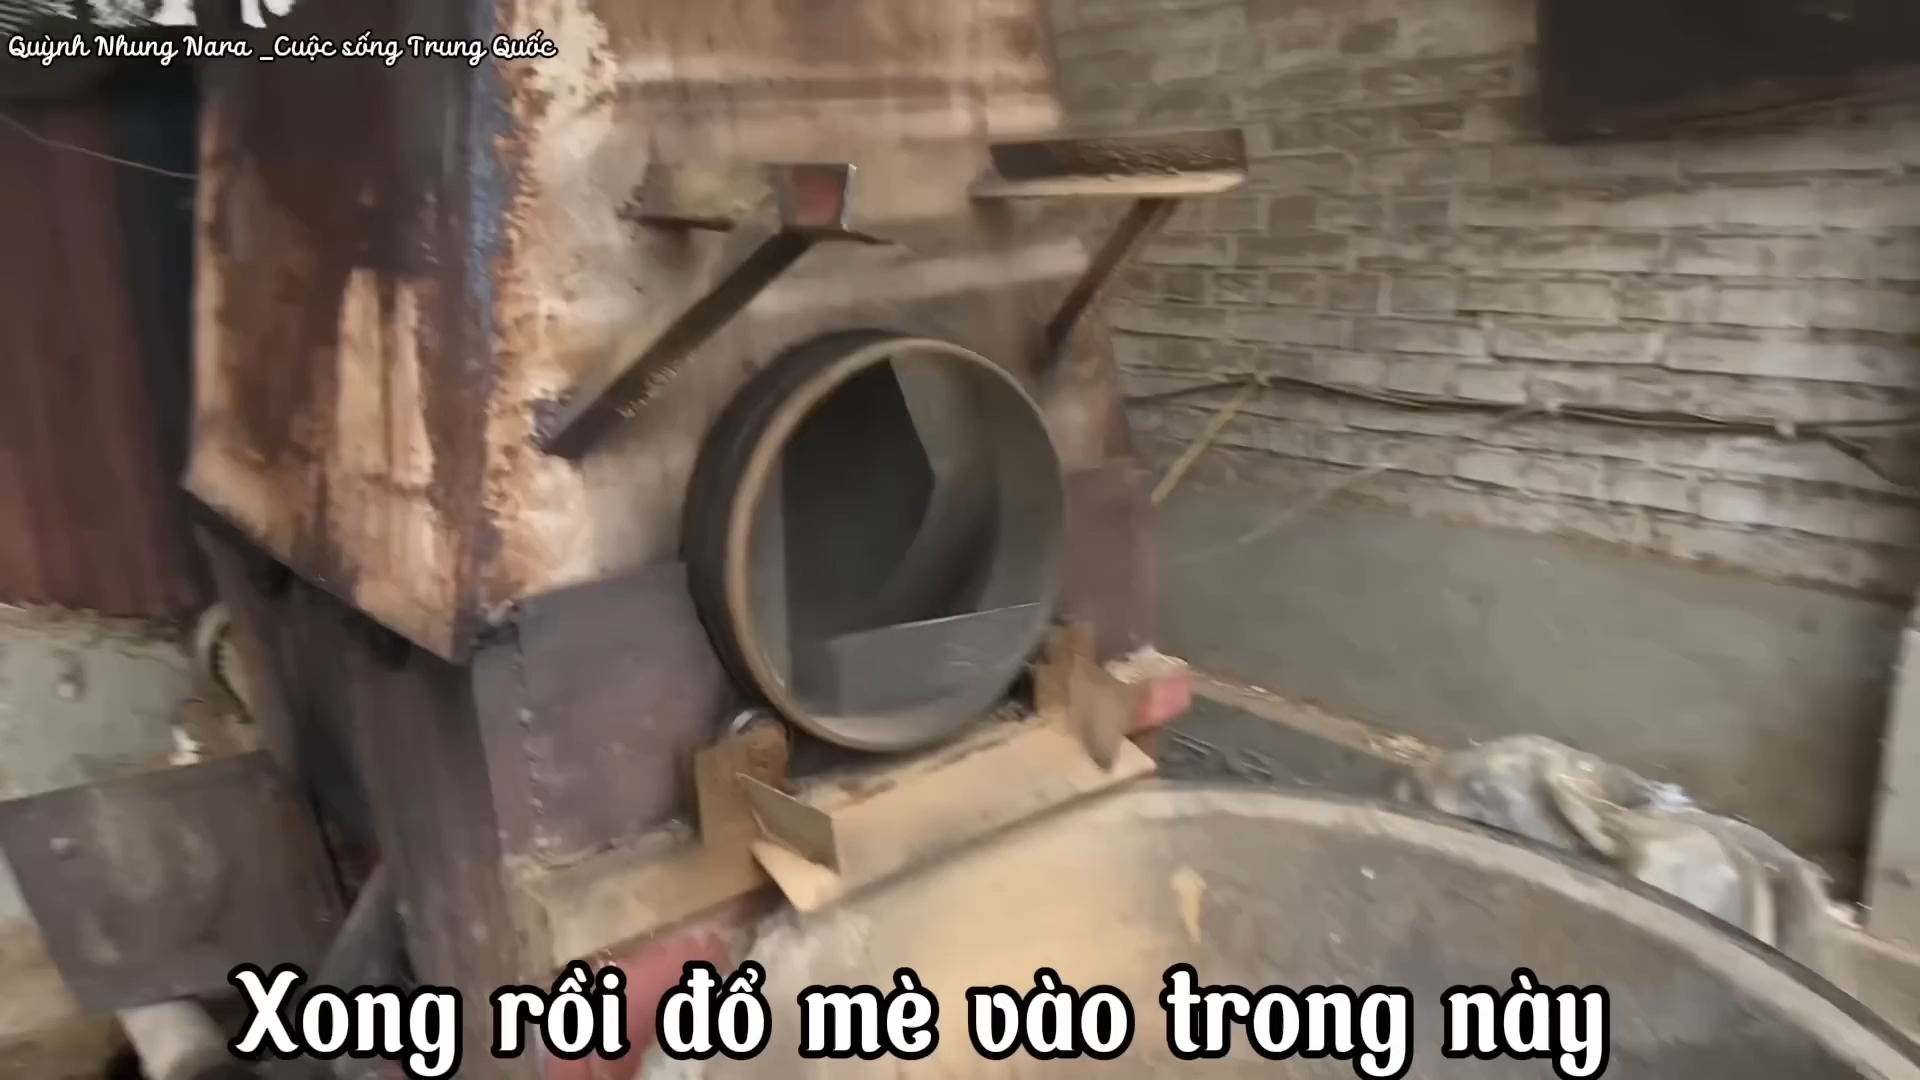 Quỳnh Nhung Nara _Cuộc sống Trung Quốc
Xong rồi đổ mè vào trong này